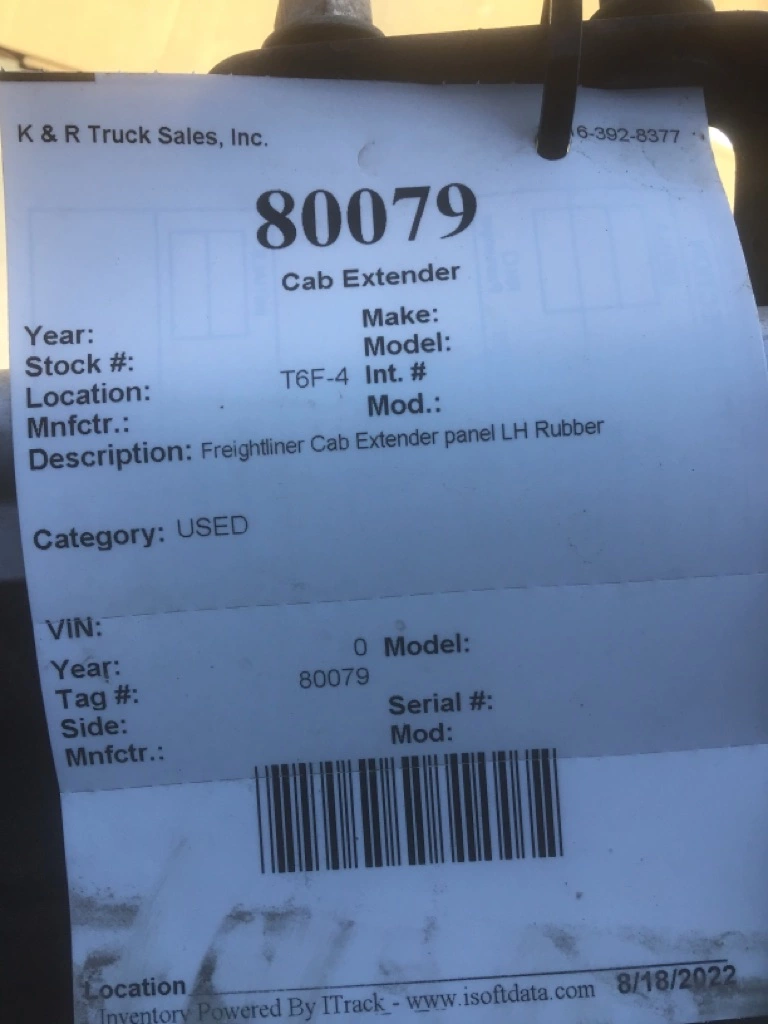 K & R Truck Sales, Inc. 6-392-8377
80079
Cab Extender
Year: Make:
Stock #: Model:
Location: T6F-4 Int. #
Mnfctr.: Mod.:
Description: Freightliner Cab Extender panel LH Rubber
Category: USED
VIN:
Year: 0 Model:
Tag #: 80079
Side: Serial #:
Mnfctr.: Mod:
Location 8/18/2022
Inventory Powered By ITrack - www.isoftdata.com